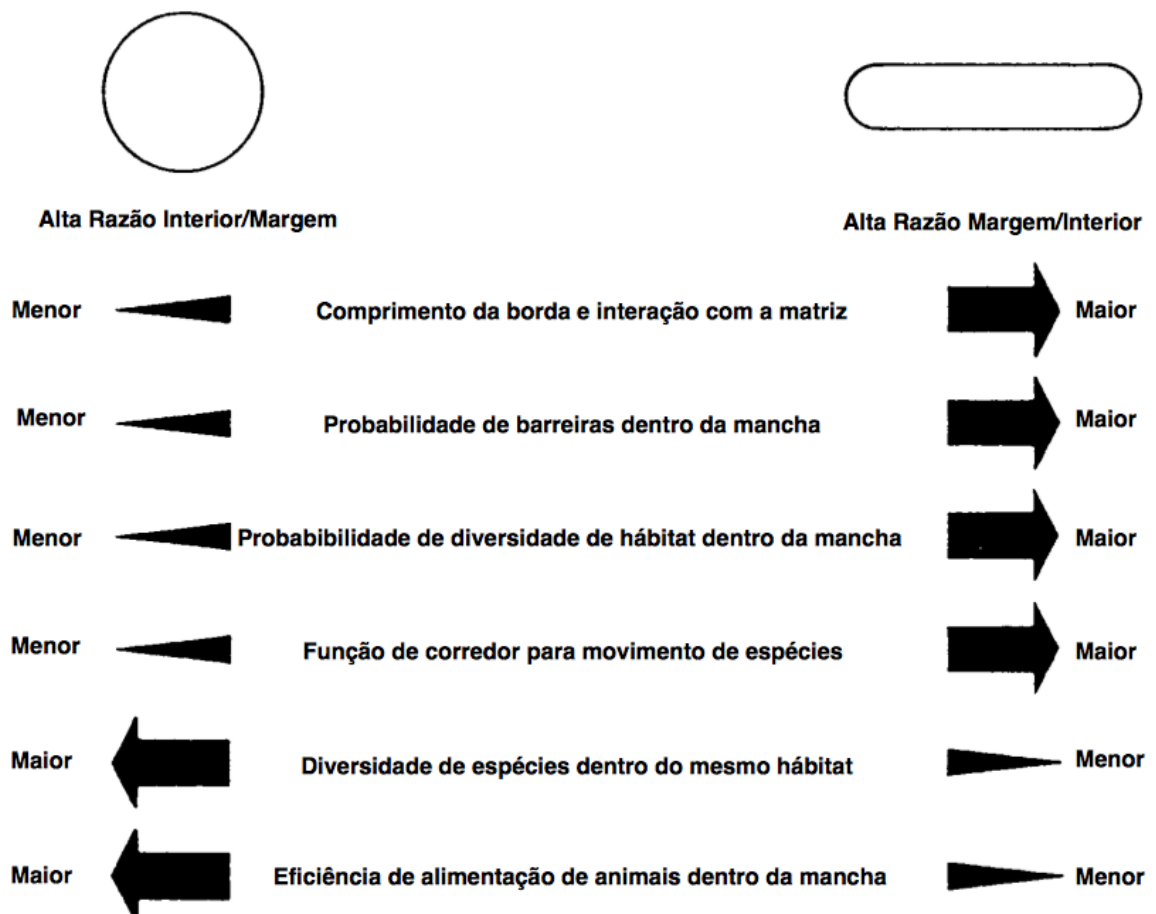 Alta Razão Interior/Margem
Alta Razão Margem/Interior
Menor Comprimento da borda e interação com a matriz Maior
Menor Probabilidade de barreiras dentro da mancha Maior
Menor Probabibilidade de diversidade de hábitat dentro da mancha Maior
Menor Função de corredor para movimento de espécies Maior
Maior Diversidade de espécies dentro do mesmo hábitat Menor
Maior Eficiência de alimentação de animais dentro da mancha Menor